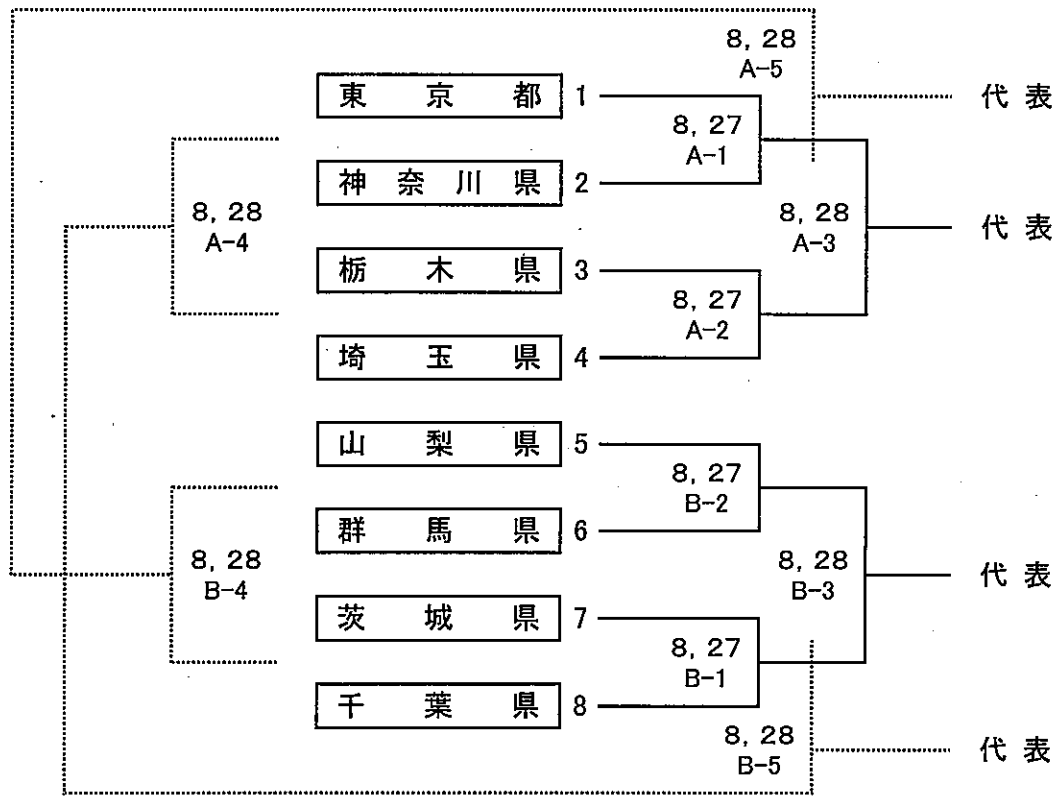 8, 28
A-5
代 表
東 京 都 1
8, 27
A-1
神 奈 川 県 2
8, 28
A-4
8, 28
A-3
代 表
栃 木 県 3
8, 27
A-2
埼 玉 県 4
山 梨 県 5
8, 27
B-2
群 馬 県 6
8, 28
B-4
8, 28
B-3
代 表
茨 城 県 7
8, 27
B-1
千 葉 県 8
8, 28
B-5
代 表